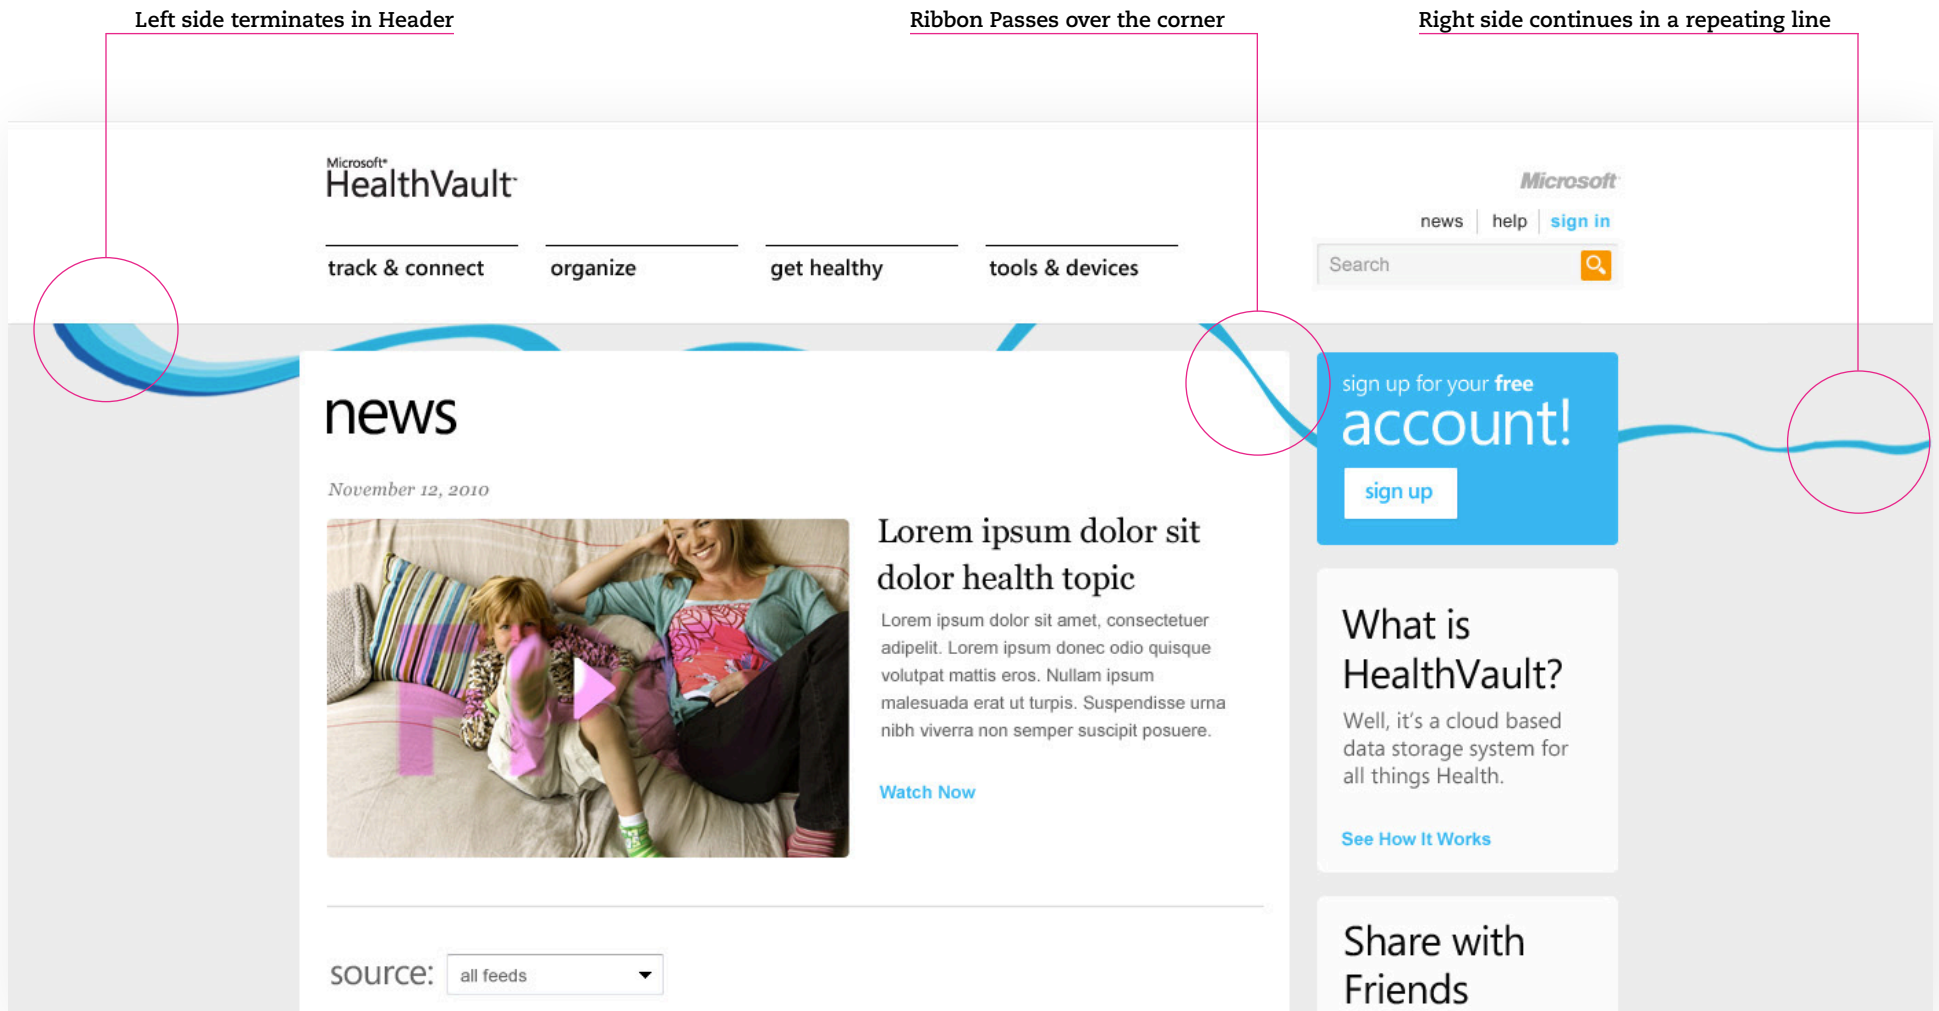 Left side terminates in Header
Ribbon Passes over the corner
Right side continues in a repeating line
Microsoft®
HealthVault™
Microsoft
news | help | sign in
track & connect
organize
get healthy
tools & devices
Search
news
November 12, 2010
Lorem ipsum dolor sit
dolor health topic
Lorem ipsum dolor sit amet, consectetuer
adipelit. Lorem ipsum donec odio quisque
volutpat mattis eros. Nullam ipsum
malesuada erat ut turpis. Suspendisse urna
nibh viverra non semper suscipit posuere.
Watch Now
source:
all feeds
sign up for your free
account!
sign up
What is
HealthVault?
Well, it's a cloud based
data storage system for
all things Health.
See How It Works
Share with
Friends